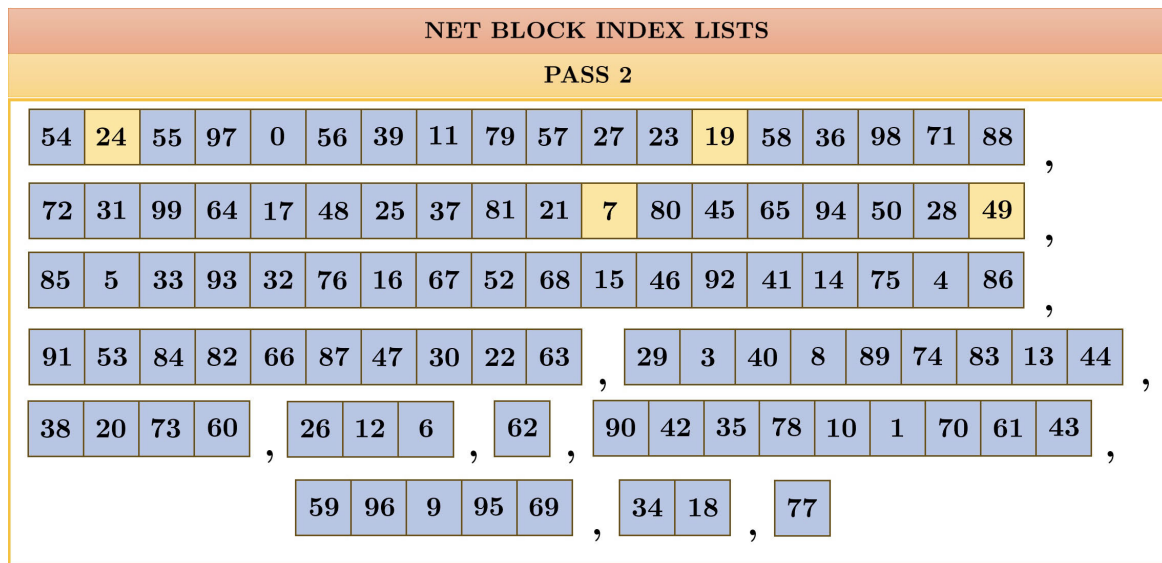 NET BLOCK INDEX LISTS
PASS 2
54 24 55 97 0 56 39 11 79 57 27 23 19 58 36 98 71 88 ,
72 31 99 64 17 48 25 37 81 21 7 80 45 65 94 50 28 49 ,
85 5 33 93 32 76 16 67 52 68 15 46 92 41 14 75 4 86 ,
91 53 84 82 66 87 47 30 22 63 , 29 3 40 8 89 74 83 13 44 ,
38 20 73 60 , 26 12 6 , 62 , 90 42 35 78 10 1 70 61 43 ,
59 96 9 95 69 , 34 18 , 77